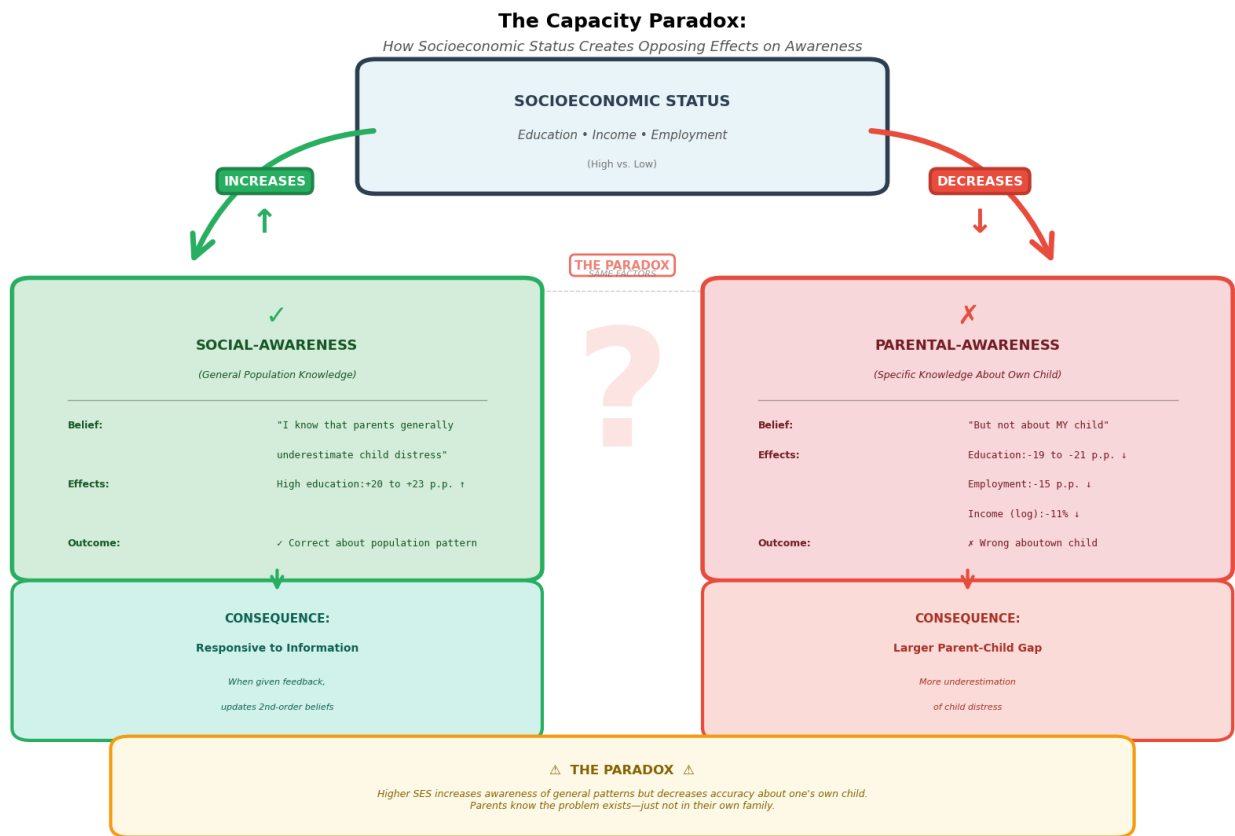 The Capacity Paradox:
How Socioeconomic Status Creates Opposing Effects on Awareness
SOCIOECONOMIC STATUS
Education • Income • Employment
(High vs. Low)
INCREASES
↑
DECREASES
↓
THE PARADOX
SAME FACTORS
?
✓
SOCIAL-AWARENESS
(General Population Knowledge)
Belief: "I know that parents generally
underestimate child distress"
Effects: High education:+20 to +23 p.p. ↑
Outcome: ✓ Correct about population pattern
CONSEQUENCE:
Responsive to Information
When given feedback,
updates 2nd-order beliefs
✗
PARENTAL-AWARENESS
(Specific Knowledge About Own Child)
Belief: "But not about MY child"
Effects: Education:-19 to -21 p.p. ↓
Employment:-15 p.p. ↓
Income (log):-11% ↓
Outcome: ✗ Wrong aboutown child
CONSEQUENCE:
Larger Parent-Child Gap
More underestimation
of child distress
⚠ THE PARADOX ⚠
Higher SES increases awareness of general patterns but decreases accuracy about one's own child.
Parents know the problem exists—just not in their own family.